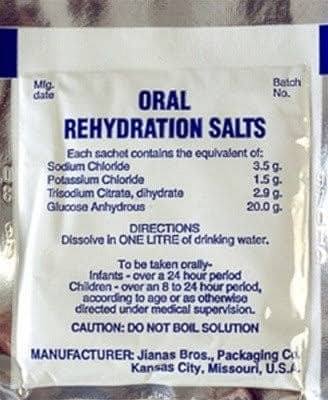 Mfg. Batch
date No.
ORAL
REHYDRATION SALTS
Each sachet contains the equivalent of:
Sodium Chloride 3.5 g.
Potassium Chloride 1.5 g.
Trisodium Citrate, dihydrate 2.9 g.
Glucose Anhydrous 20.0 g.
DIRECTIONS
Dissolve in ONE LITRE of drinking water.
To be taken orally-
Infants - over a 24 hour period
Children - over an 8 to 24 hour period,
according to age or as otherwise
directed under medical supervision.
CAUTION: DO NOT BOIL SOLUTION
MANUFACTURER: Jianas Bros., Packaging Co.
Kansas City, Missouri, U.S.A.